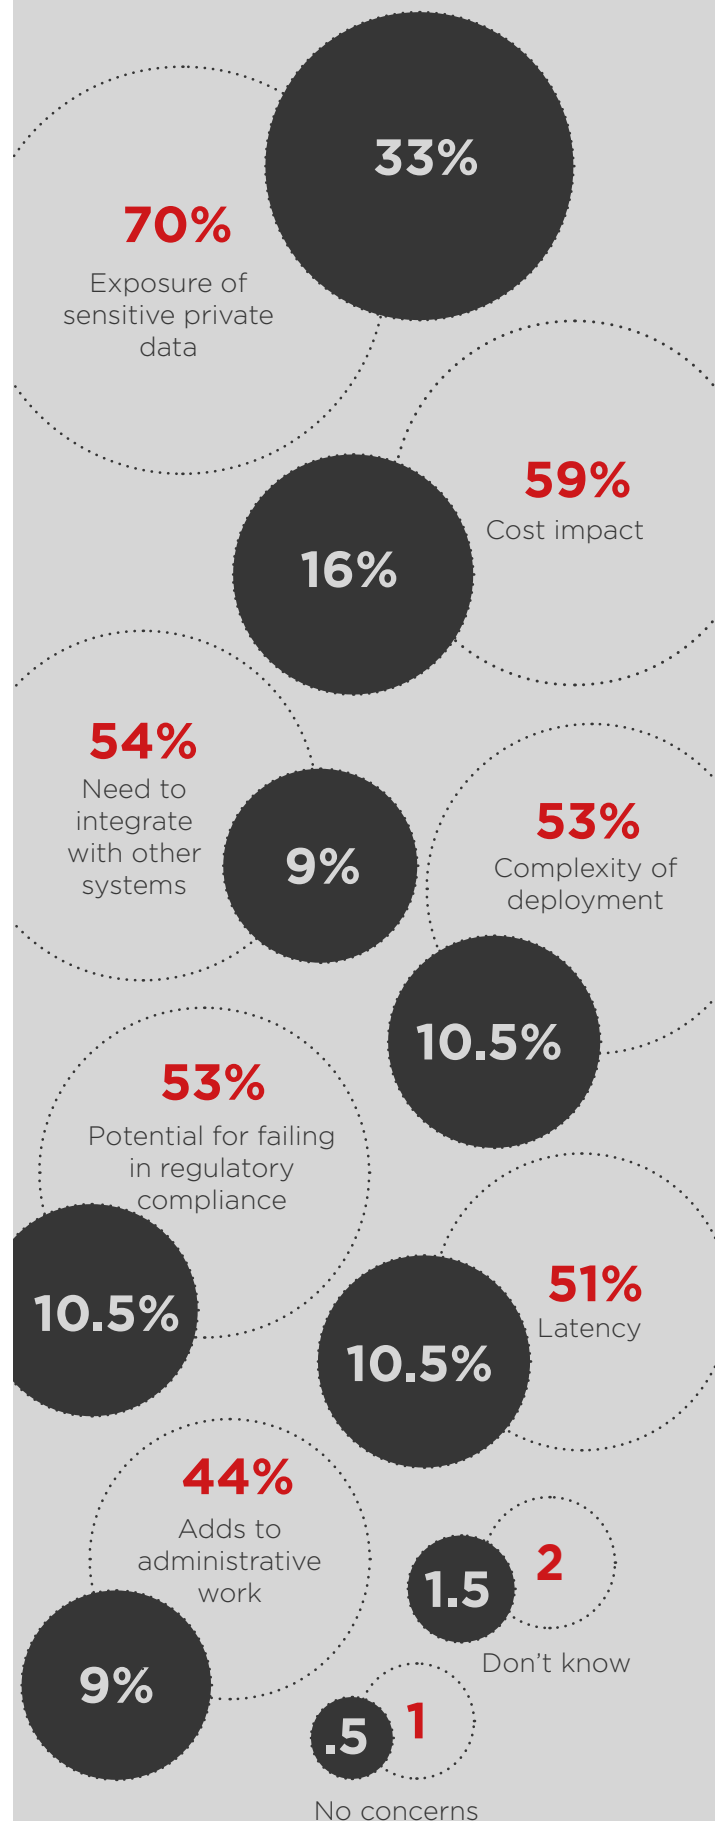 33%
70%
Exposure of
sensitive private
data
59%
Cost impact
16%
54%
Need to
integrate
with other
systems
9%
53%
Complexity of
deployment
10.5%
53%
Potential for failing
in regulatory
compliance
10.5%
51%
Latency
10.5%
44%
Adds to
administrative
work
9%
2
1.5
Don't know
1
.5
No concerns